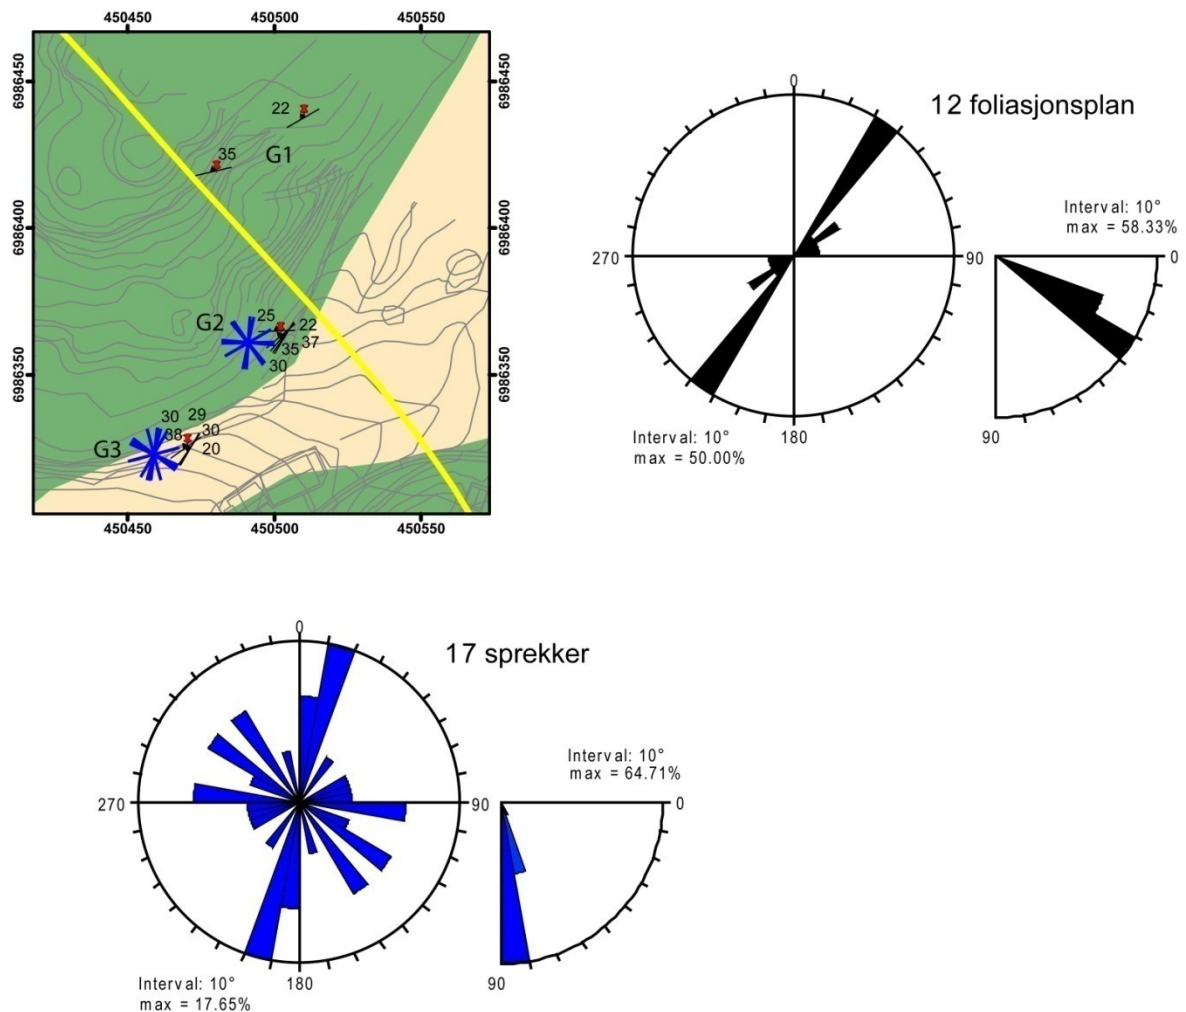 450450 450500 450550
6986450 6986450
22
35
G1
6986400 6986400
25
G2 22
35 37
30
6986350 6986350
30 29
38 30
G3
20
450450 450500 450550
0
12 foliasjonsplan
Interval: 10°
max = 58.33%
270 90 0
Interval: 10° 180
max = 50.00%
90
0
17 sprekker
Interval: 10°
max = 64.71%
270 90 0
Interval: 10° 180 90
max = 17.65%